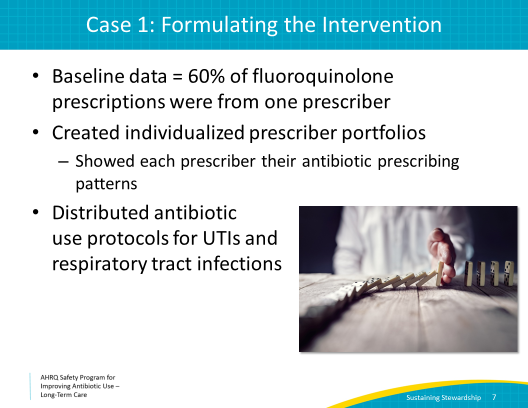 Case 1: Formulating the Intervention
• Baseline data = 60% of fluoroquinolone
prescriptions were from one prescriber
• Created individualized prescriber portfolios
– Showed each prescriber their antibiotic prescribing
patterns
• Distributed antibiotic
use protocols for UTIs and
respiratory tract infections
AHRQ Safety Program for
Improving Antibiotic Use –
Long-Term Care
Sustaining Stewardship 7